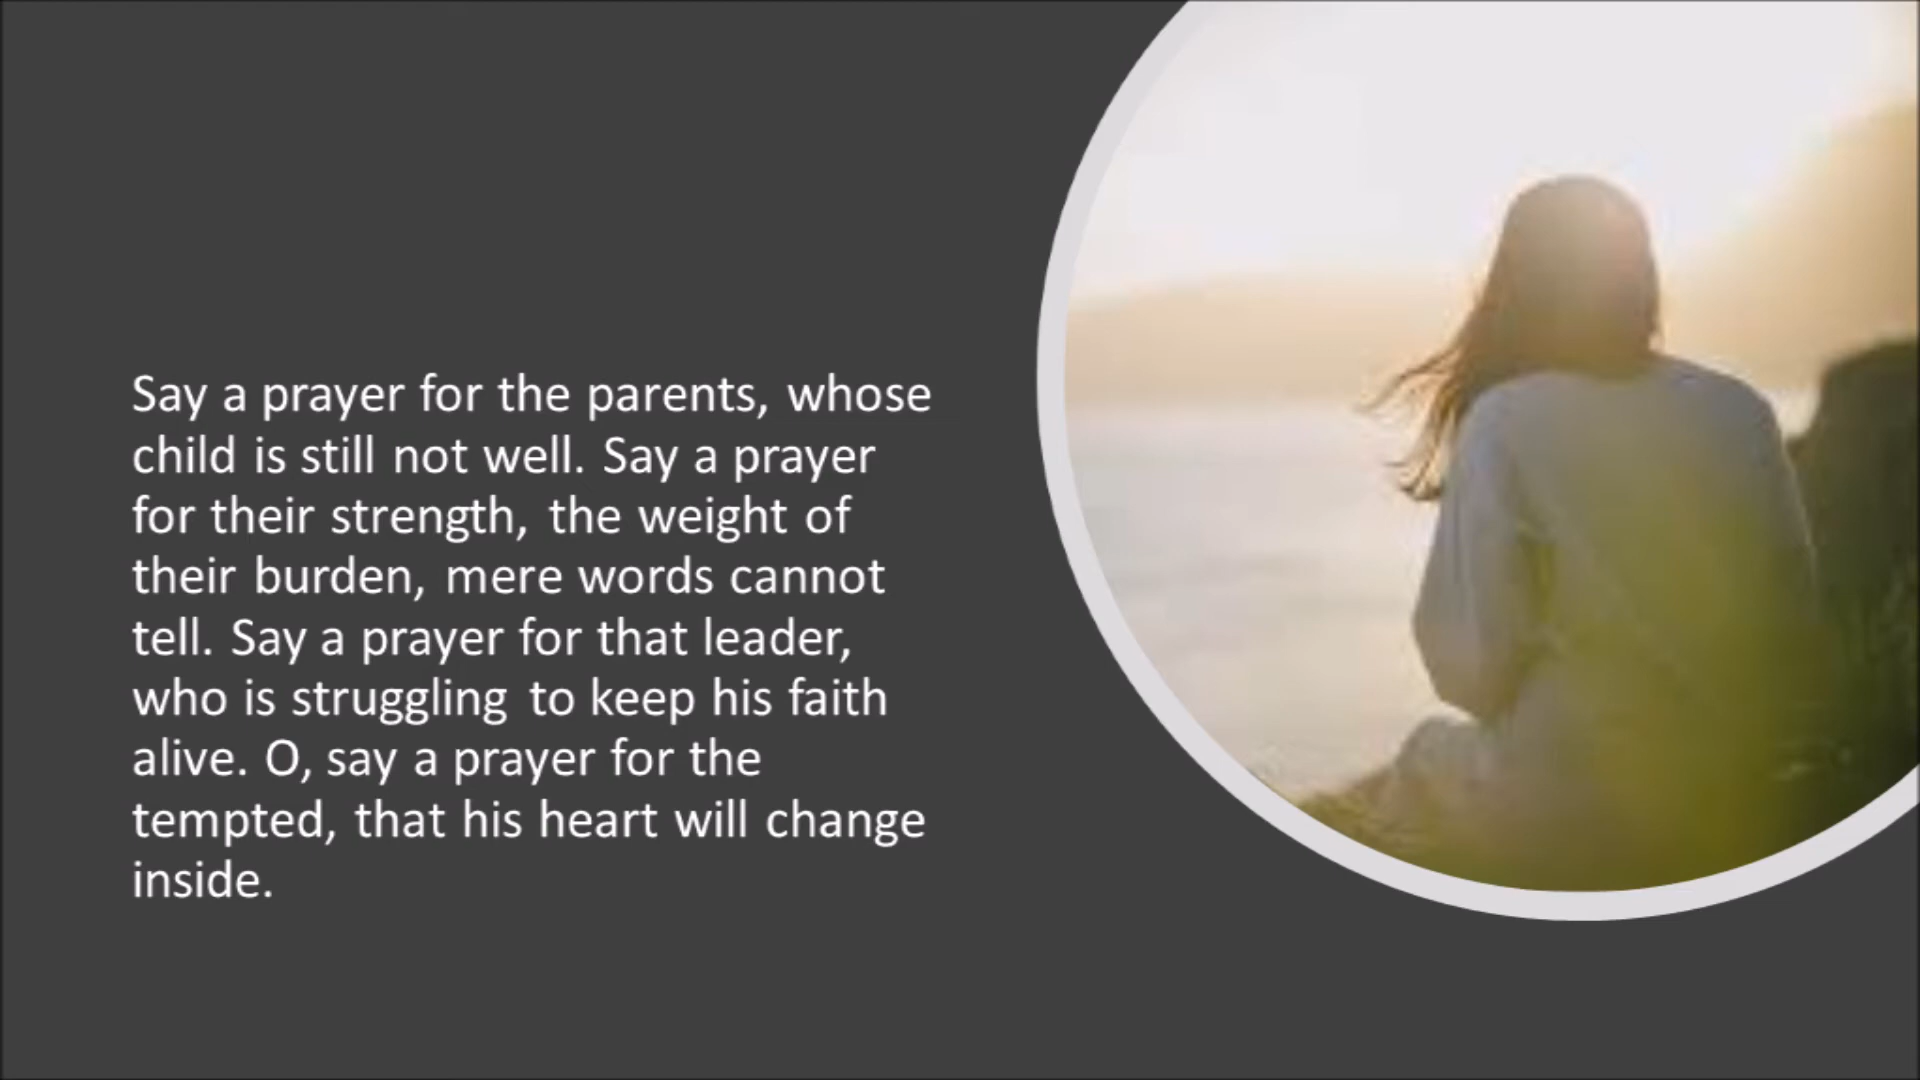 Say a prayer for the parents, whose
child is still not well. Say a prayer
for their strength, the weight of
their burden, mere words cannot
tell. Say a prayer for that leader,
who is struggling to keep his faith
alive. O, say a prayer for the
tempted, that his heart will change
inside.